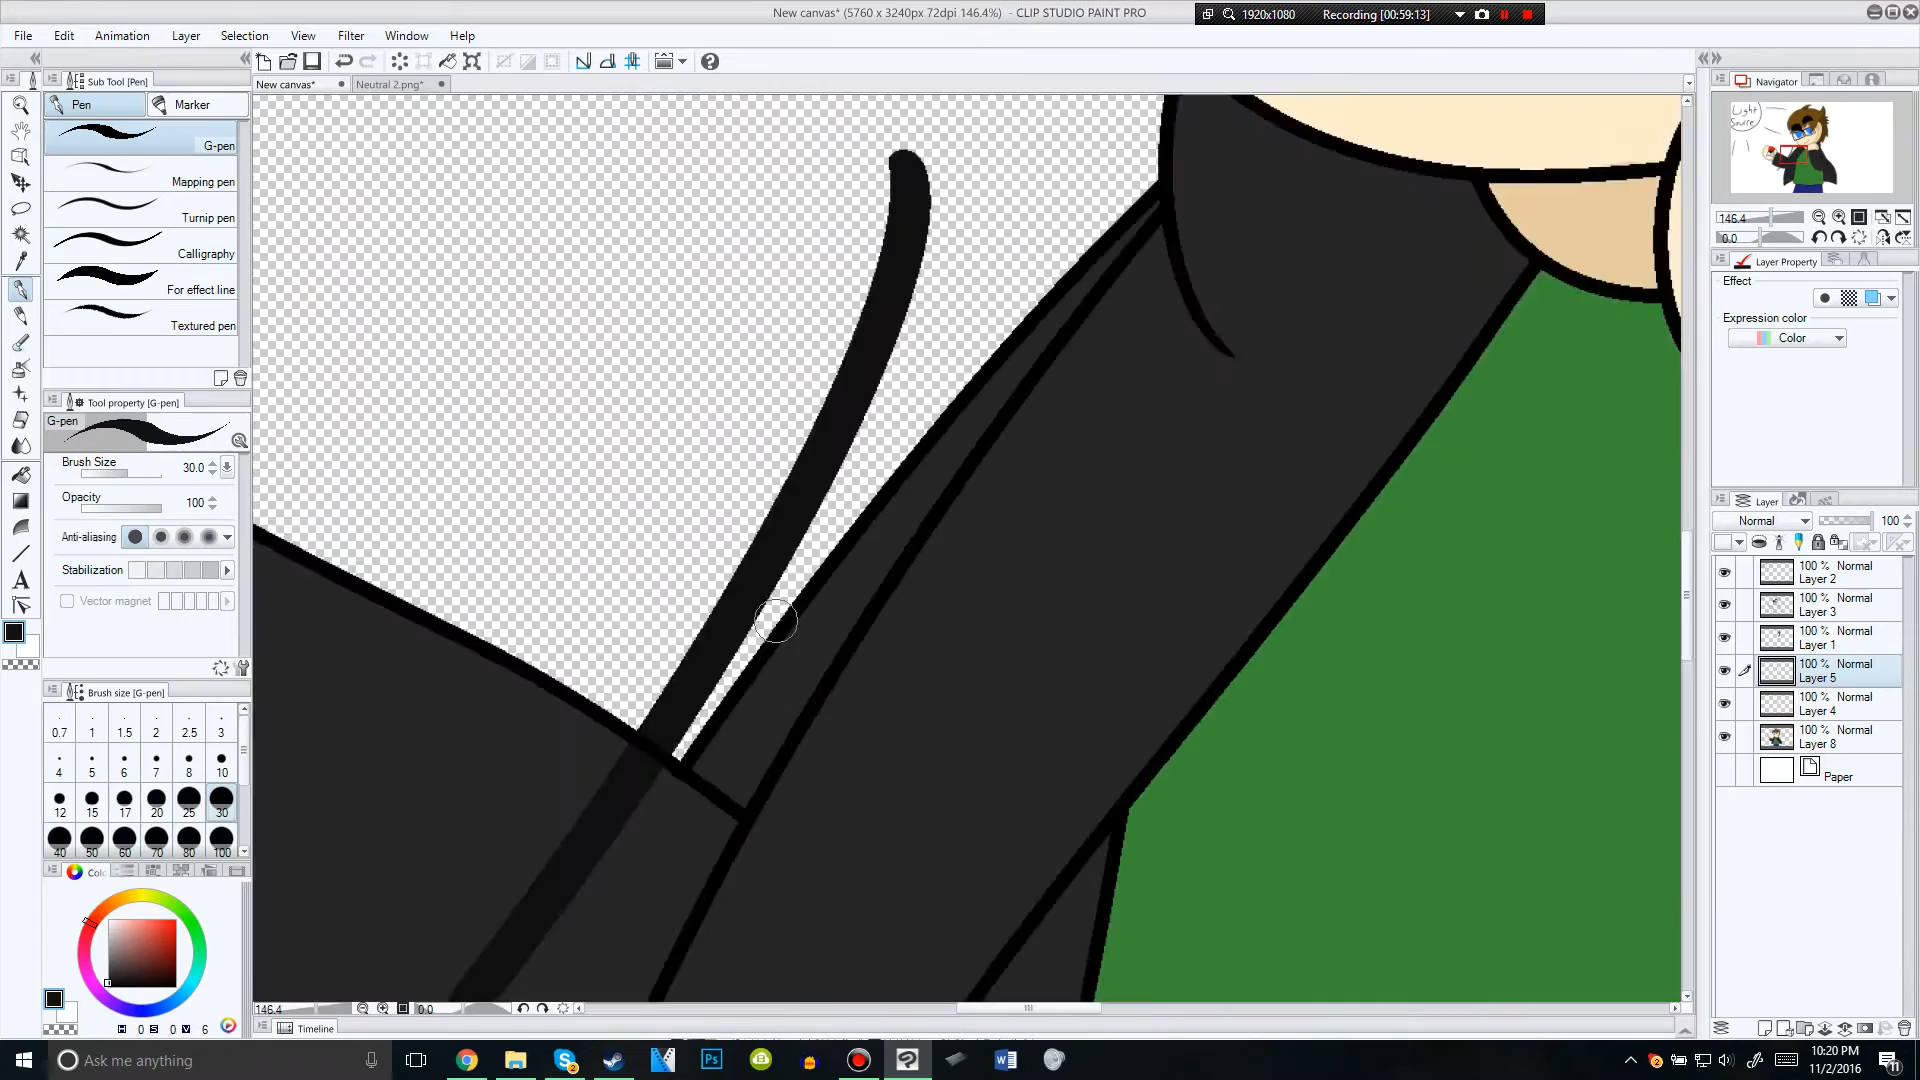 New canvas* (5760 x 3240px 72dpi 146.4%) - CLIP STUDIO PAINT PRO
1920x1080 Recording [00:59:13]
File Edit Animation Layer Selection View Filter Window Help
Sub Tool [Pen]
New canvas* Neutral 2.png*
Navigator
Pen Marker
G-pen
Mapping pen
Turnip pen
Calligraphy
For effect line
Textured pen
Light
Source
146.4
0.0
Layer Property
Effect
Expression color
Color
Tool property [G-pen]
G-pen
Brush Size 30.0
Opacity 100
Anti-aliasing
Stabilization
Vector magnet
Layer
Normal 100
100 % Normal
Layer 2
100 % Normal
Layer 3
100 % Normal
Layer 1
100 % Normal
Layer 5
100 % Normal
Layer 4
100 % Normal
Layer 8
Paper
Brush size [G-pen]
0.7 1 1.5 2 2.5 3
4 5 6 7 8 10
12 15 17 20 25 30
40 50 60 70 80 100
Colo
H 0 S 0 V 6
146.4 0.0
Timeline
Ask me anything
10:20 PM
11/2/2016